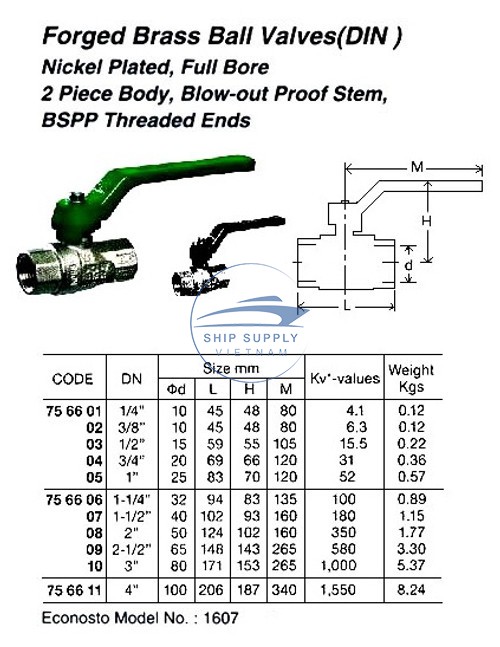 Forged Brass Ball Valves(DIN )
Nickel Plated, Full Bore
2 Piece Body, Blow-out Proof Stem,
BSPP Threaded Ends
M
H
d
L
SHIP SUPPLY
VIETNAM
CODE DN Size mm Kv*-values Weight Kgs
Φd L H M
75 66 01 1/4" 10 45 48 80 4.1 0.12
02 3/8" 10 45 48 80 6.3 0.12
03 1/2" 15 59 55 105 15.5 0.22
04 3/4" 20 69 66 120 31 0.36
05 1" 25 83 70 120 52 0.57
75 66 06 1-1/4" 32 94 83 135 100 0.89
07 1-1/2" 40 102 93 160 180 1.15
08 2" 50 124 102 160 350 1.77
09 2-1/2" 65 148 143 265 580 3.30
10 3" 80 171 153 265 1,000 5.37
75 66 11 4" 100 206 187 340 1,550 8.24
Econosto Model No. : 1607